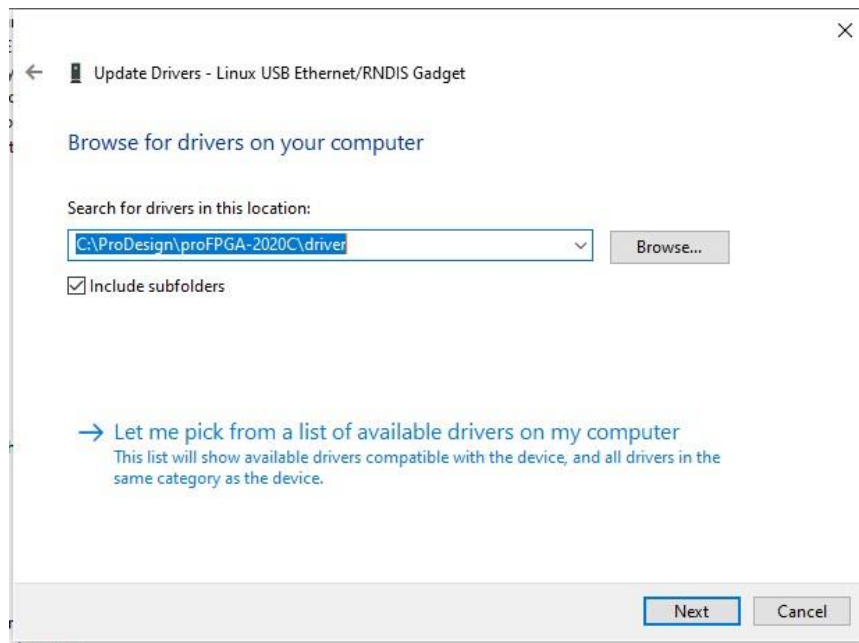 Update Drivers - Linux USB Ethernet/RNDIS Gadget
Browse for drivers on your computer
Search for drivers in this location:
C:\ProDesign\proFPGA-2020C\driver
Browse...
Include subfolders
Let me pick from a list of available drivers on my computer
This list will show available drivers compatible with the device, and all drivers in the
same category as the device.
Next
Cancel